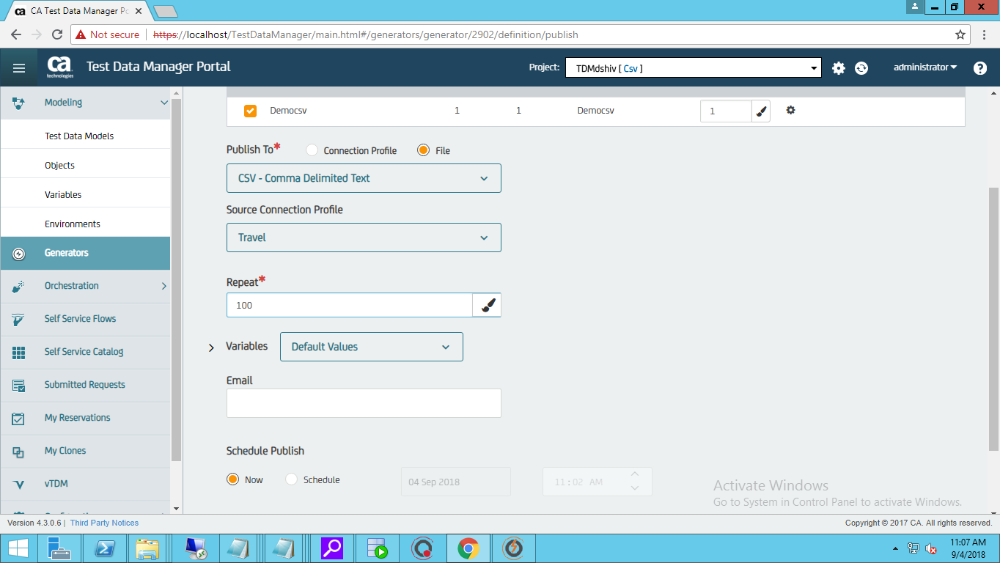 CA Test Data Manager Po
Not secure https://localhost/TestDataManager/main.html#/generators/generator/2902/definition/publish
ca technologies Test Data Manager Portal Project: TDMdshiv [ Csv ] administrator ?
Modeling
Test Data Models
Objects
Variables
Environments
Generators
Orchestration
Self Service Flows
Self Service Catalog
Submitted Requests
My Reservations
My Clones
vTDM
Democsv 1 1 Democsv 1
Publish To* Connection Profile File
CSV - Comma Delimited Text
Source Connection Profile
Travel
Repeat*
100
Variables Default Values
Email
Schedule Publish
Now Schedule 04 Sep 2018 11 : 02 AM
Activate Windows
Go to System in Control Panel to activate Windows.
Version 4.3.0.6 | Third Party Notices Copyright © 2017 CA. All rights reserved.
11:07 AM
9/4/2018